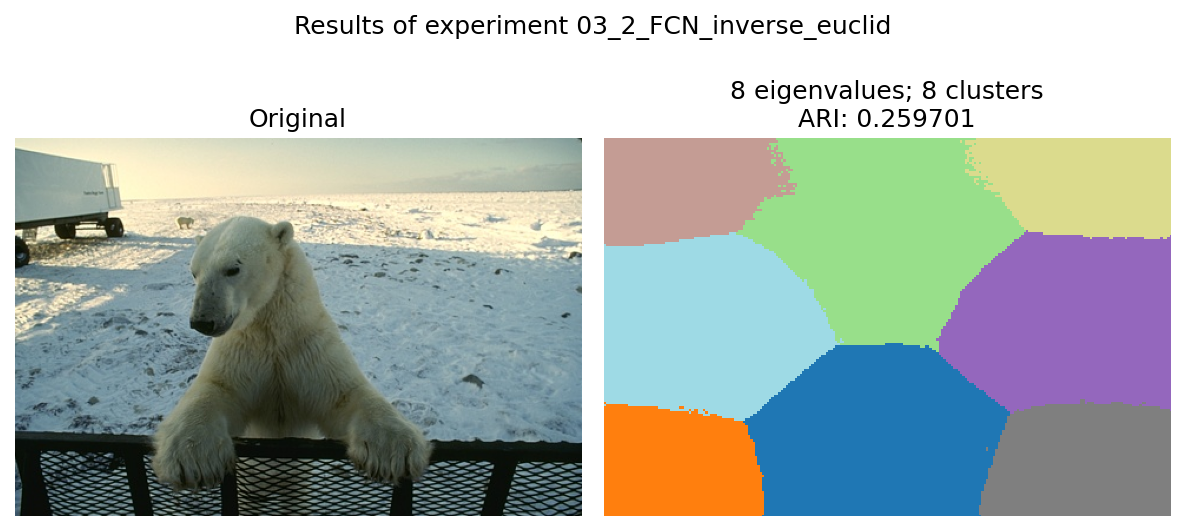 Results of experiment 03_2_FCN_inverse_euclid
Original
8 eigenvalues; 8 clusters
ARI: 0.259701